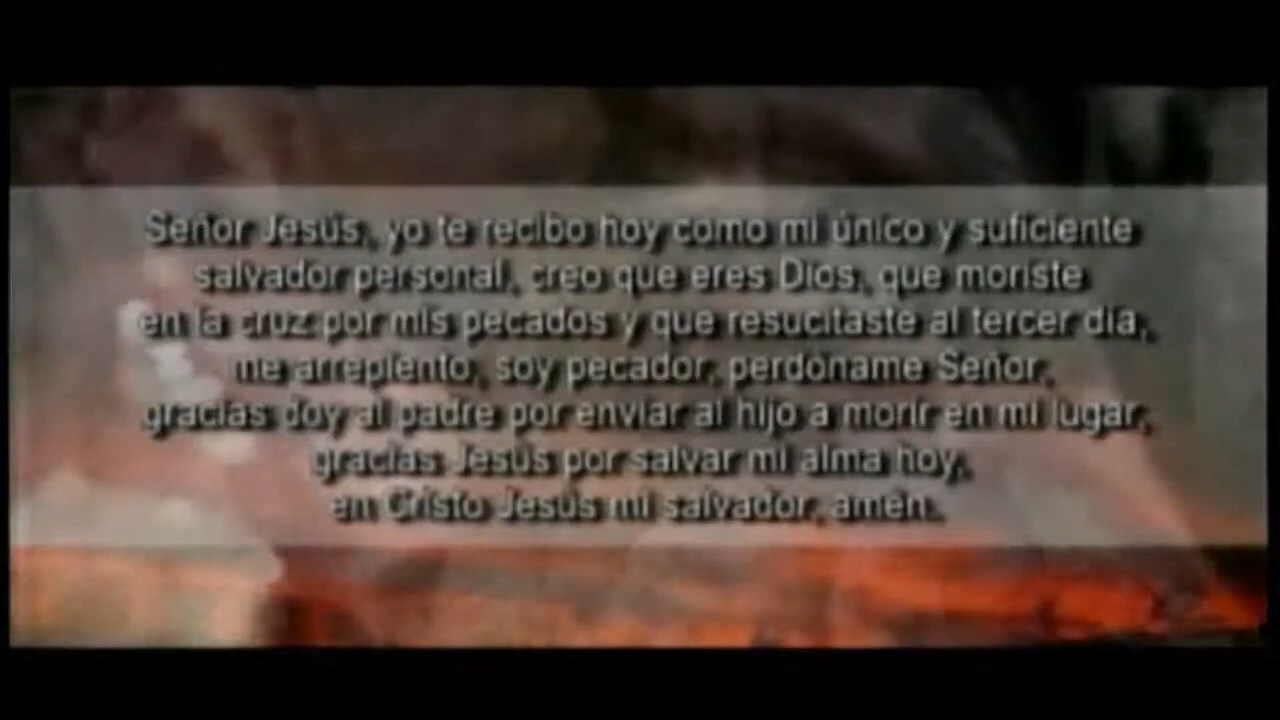 Señor Jesús, yo te recibo hoy como mi único y suficiente
salvador personal, creo que eres Dios, que moriste
en la cruz por mis pecados y que resucitaste al tercer día,
me arrepiento, soy pecador, perdóname Señor,
gracias doy al padre por enviar al hijo a morir en mi lugar,
gracias Jesús por salvar mi alma hoy,
en Cristo Jesús mi salvador, amén.